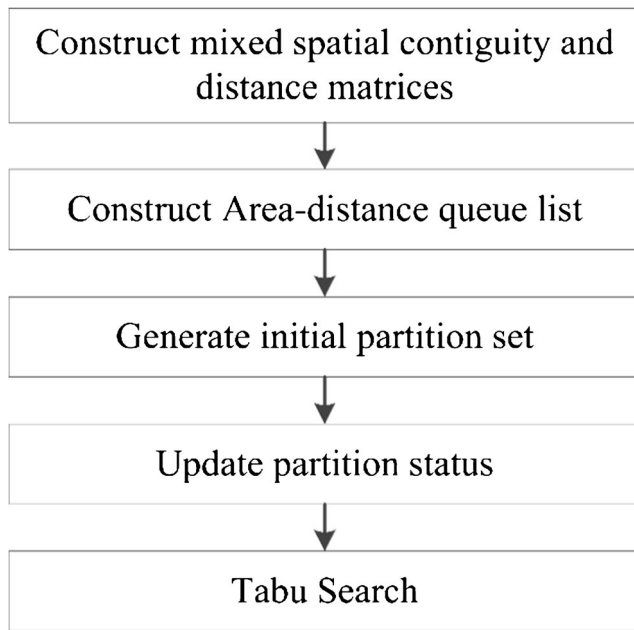 Construct mixed spatial contiguity and
distance matrices
Construct Area-distance queue list
Generate initial partition set
Update partition status
Tabu Search